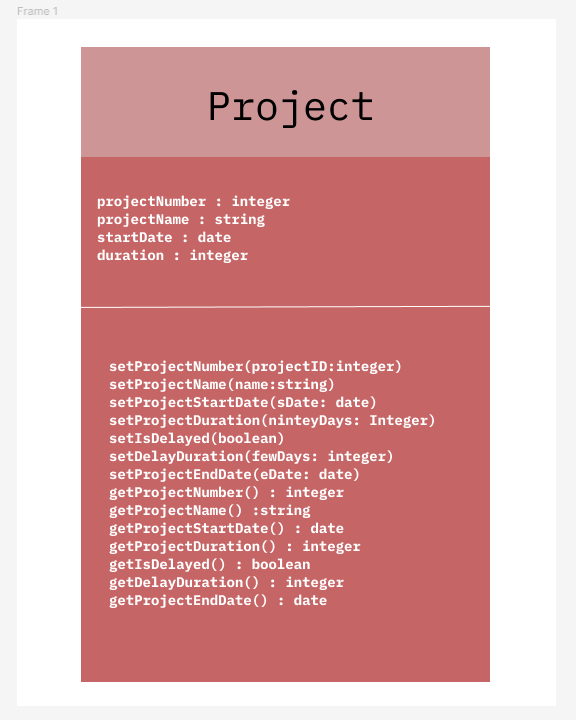 Frame 1
Project
projectNumber : integer
projectName : string
startDate : date
duration : integer
setProjectNumber(projectID:integer)
setProjectName(name:string)
setProjectStartDate(sDate: date)
setProjectDuration(ninteyDays: Integer)
setIsDelayed(boolean)
setDelayDuration(fewDays: integer)
setProjectEndDate(eDate: date)
getProjectNumber() : integer
getProjectName() :string
getProjectStartDate() : date
getProjectDuration() : integer
getIsDelayed() : boolean
getDelayDuration() : integer
getProjectEndDate() : date